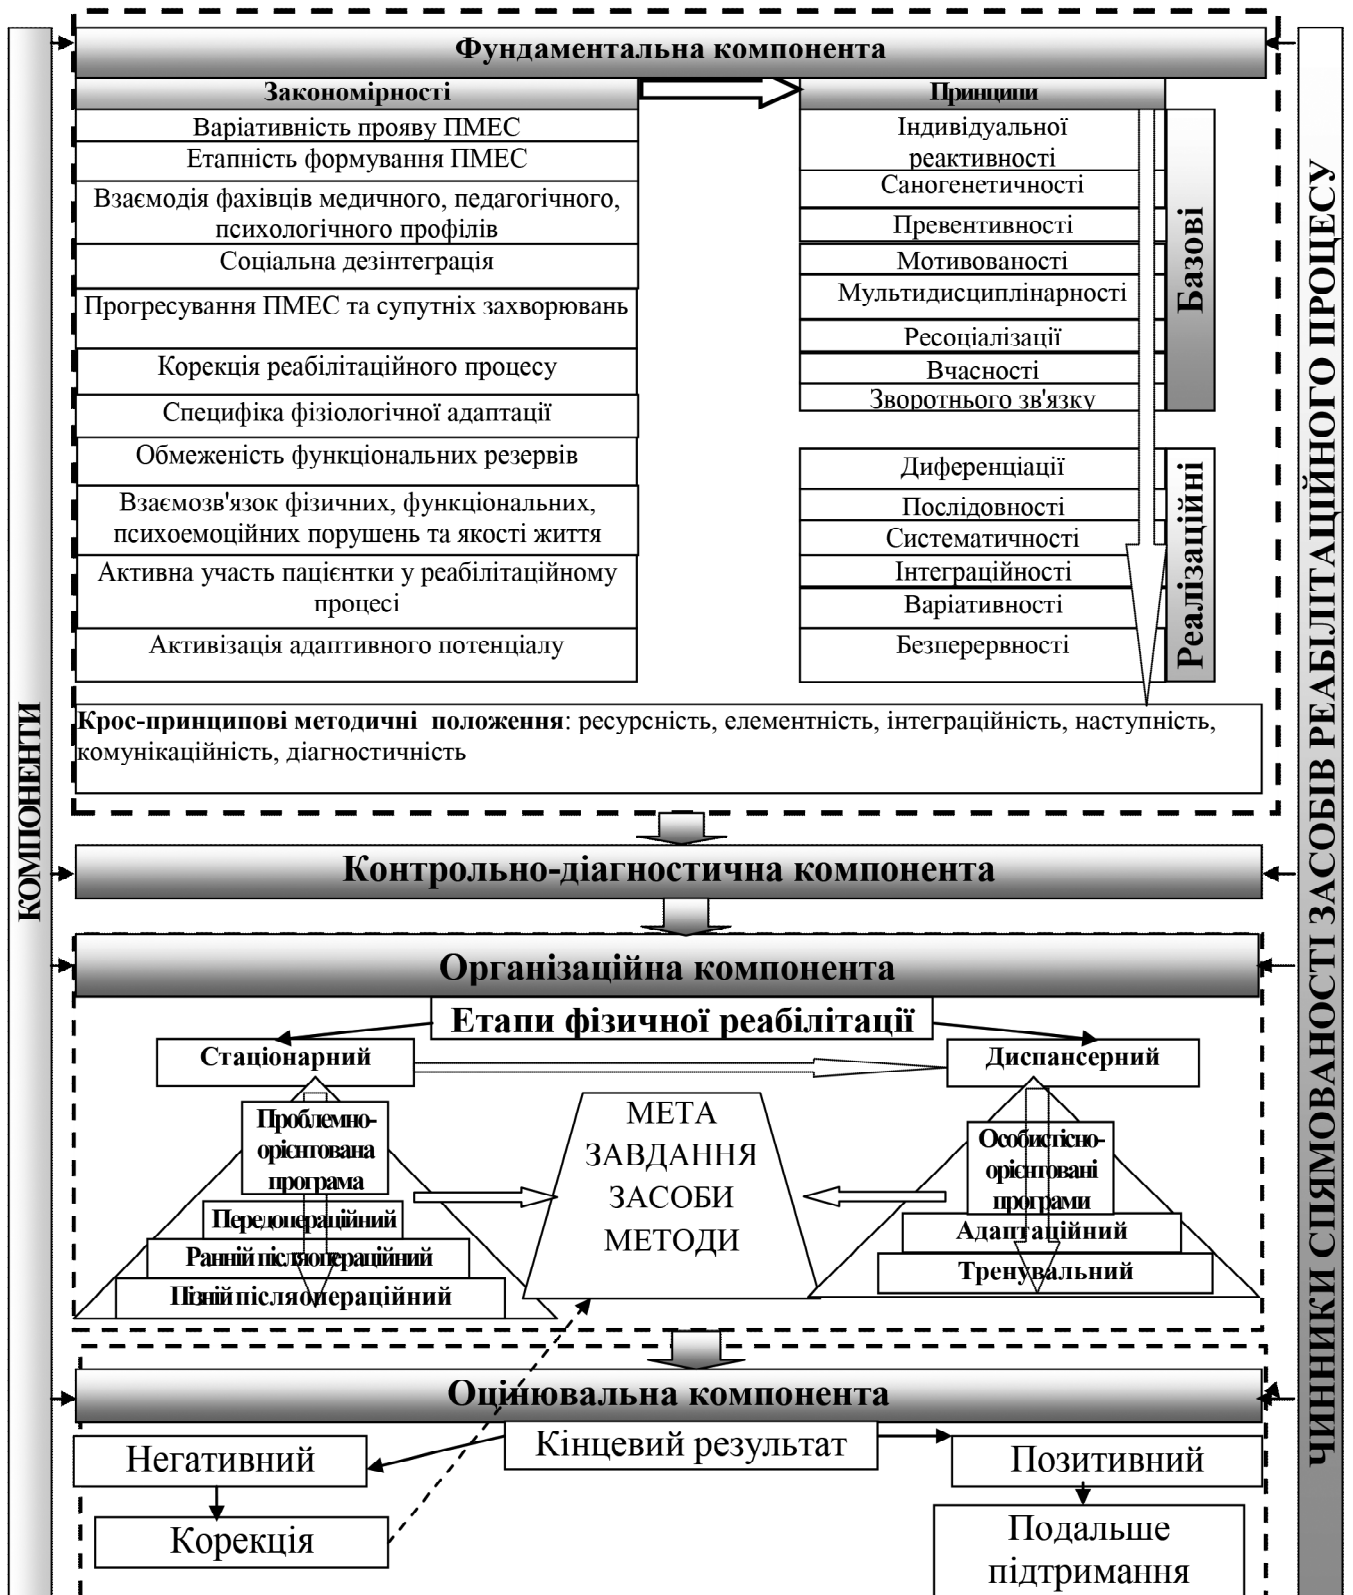 Фундаментальна компонента
Закономірності
Варіативність прояву ПМЕС
Етапність формування ПМЕС
Взаємодія фахівців медичного, педагогічного,
психологічного профілів
Соціальна дезінтеграція
Прогресування ПМЕС та супутніх захворювань
Корекція реабілітаційного процесу
Специфіка фізіологічної адаптації
Обмеженість функціональних резервів
Взаємозв'язок фізичних, функціональних,
психоемоційних порушень та якості життя
Активна участь пацієнтки у реабілітаційному
процесі
Активізація адаптивного потенціалу
Принципи
Індивідуальної
реактивності
Саногенетичності
Превентивності
Мотивованості
Мультидисциплінарності
Ресоціалізації
Вчасності
Зворотнього зв'язку
Базові
Диференціації
Послідовності
Систематичності
Інтеграційності
Варіативності
Безперервності
Реалізаційні
Крос-принципові методичні положення: ресурсність, елементність, інтеграційність, наступність,
комунікаційність, діагностичність
Контрольно-діагностична компонента
Організаційна компонента
Етапи фізичної реабілітації
Стаціонарний
Диспансерний
Проблемно-
орієнтована
програма
Передопераційний
Ранній післяопераційний
Пізній післяопераційний
МЕТА
ЗАВДАННЯ
ЗАСОБИ
МЕТОДИ
Особистісно-
орієнтовані
програми
Адаптаційний
Тренувальний
Оцінювальна компонента
Кінцевий результат
Негативний
Позитивний
Корекція
Подальше
підтримання
КОМПОНЕНТИ
ЧИННИКИ СПЯМОВАНОСТІ ЗАСОБІВ РЕАБІЛІТАЦІЙНОГО ПРОЦЕСУ